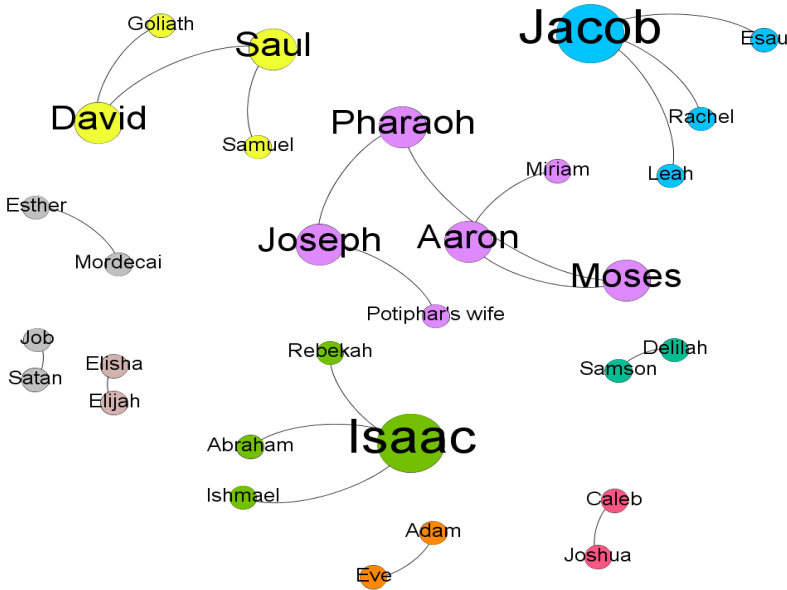 Goliath
Saul
Jacob
Esau
David
Samuel
Pharaoh
Rachel
Leah
Miriam
Esther
Joseph
Aaron
Mordecai
Moses
Potiphar's wife
Job
Satan
Elisha
Elijah
Rebekah
Delilah
Samson
Abraham
Isaac
Ishmael
Caleb
Adam
Joshua
Eve